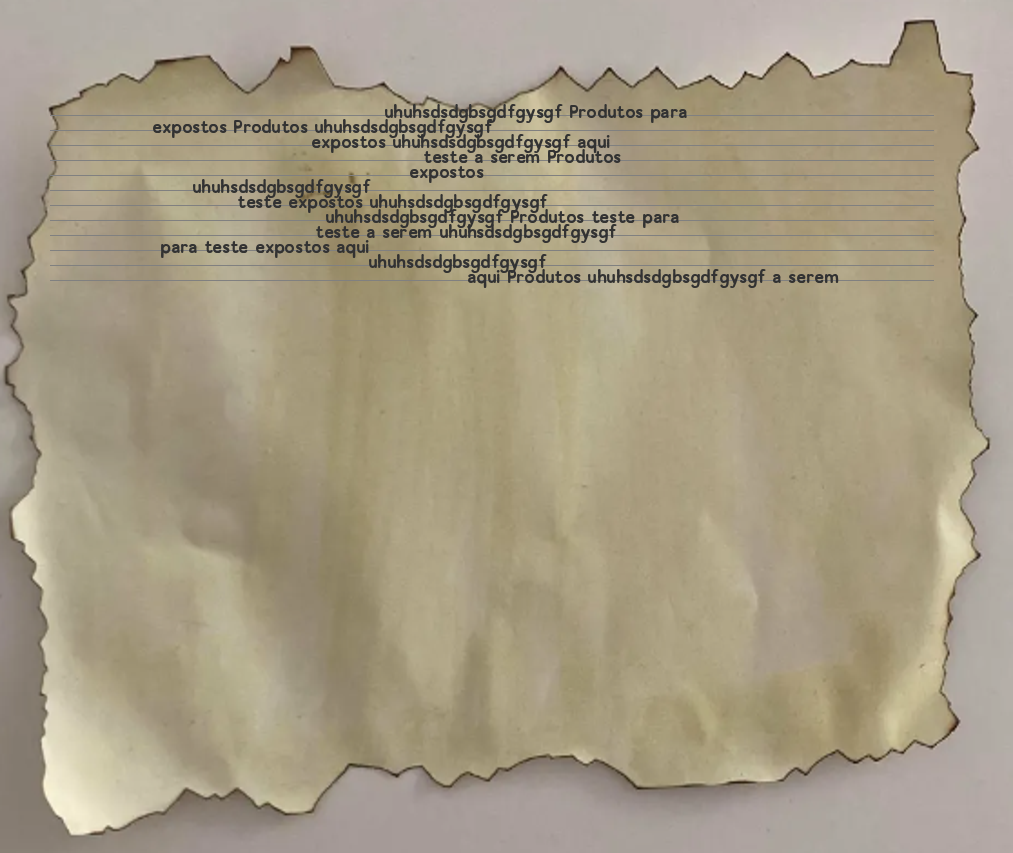 uhuhsdsdgbsgdfgysgf Produtos para
expostos Produtos uhuhsdsdgbsgdfgysgf
expostos uhuhsdsdgbsgdfgysgf aqui
teste a serem Produtos
expostos
uhuhsdsdgbsgdfgysgf
teste expostos uhuhsdsdgbsgdfgysgf
uhuhsdsdgbsgdfgysgf Produtos teste para
teste a serem uhuhsdsdgbsgdfgysgf
para teste expostos aqui
uhuhsdsdgbsgdfgysgf
aqui Produtos uhuhsdsdgbsgdfgysgf a serem